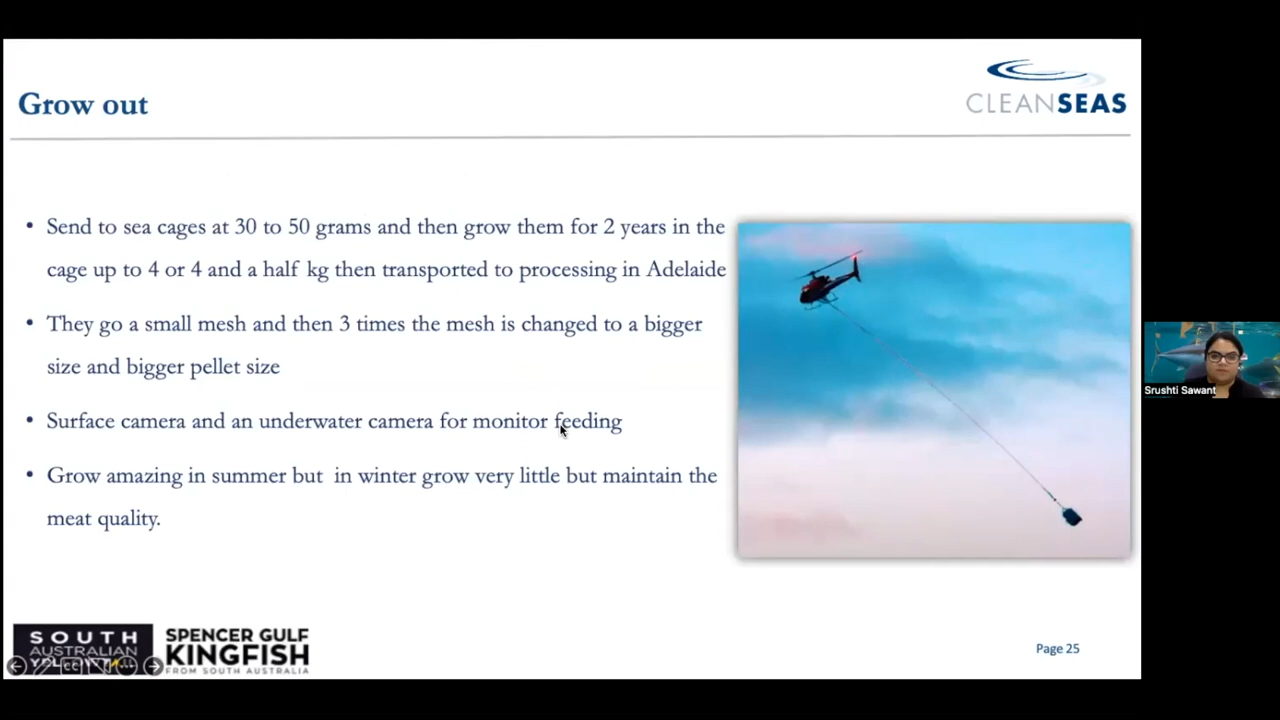 Grow out
CLEANSEAS
• Send to sea cages at 30 to 50 grams and then grow them for 2 years in the
cage up to 4 or 4 and a half kg then transported to processing in Adelaide
• They go a small mesh and then 3 times the mesh is changed to a bigger
size and bigger pellet size
• Surface camera and an underwater camera for monitor feeding
• Grow amazing in summer but in winter grow very little but maintain the
meat quality.
Srushti Sawant
SOUTH
AUSTRALIAN
SPENCER GULF
KINGFISH
FROM SOUTH AUSTRALIA
Page 25